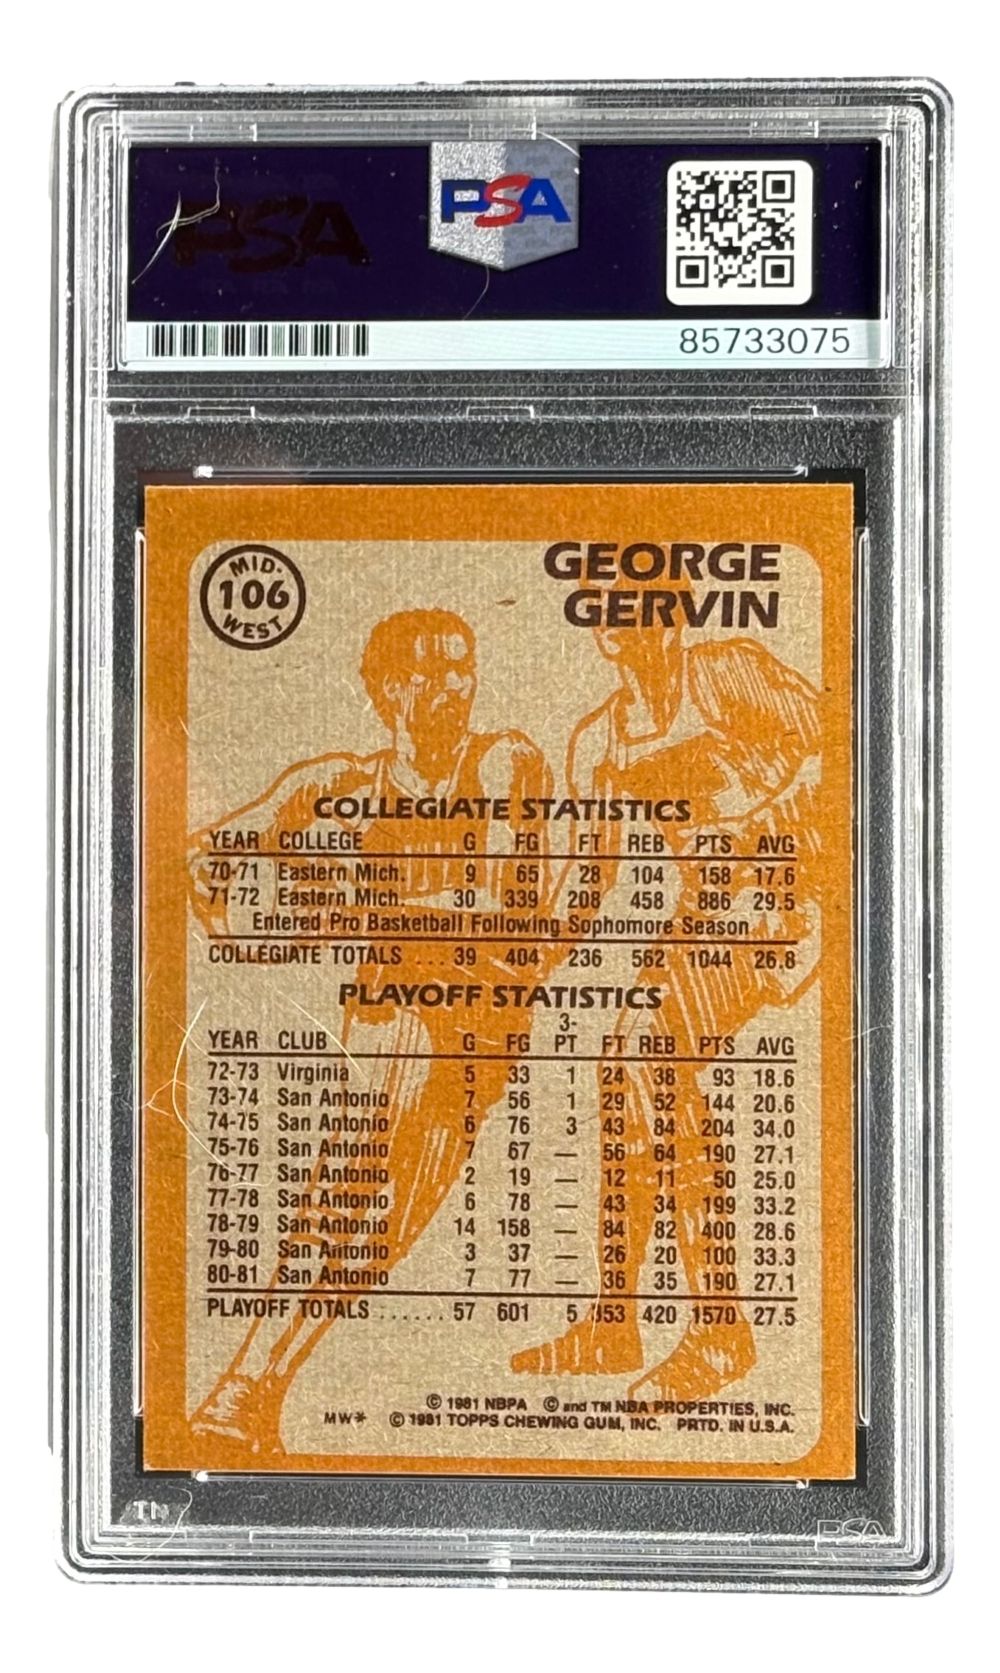 PSA
PSA
85733075
MID-
106
WEST
GEORGE
GERVIN
COLLEGIATE STATISTICS
YEAR COLLEGE G FG FT REB PTS AVG
70-71 Eastern Mich. 9 65 28 104 158 17.6
71-72 Eastern Mich. 30 339 208 458 886 29.5
Entered Pro Basketball Following Sophomore Season
COLLEGIATE TOTALS ... 39 404 236 562 1044 26.8
PLAYOFF STATISTICS
YEAR CLUB G FG 3-PT FT REB PTS AVG
72-73 Virginia 5 33 1 24 38 93 18.6
73-74 San Antonio 7 56 1 29 52 144 20.6
74-75 San Antonio 6 76 3 43 84 204 34.0
75-76 San Antonio 7 67 — 56 64 190 27.1
76-77 San Antonio 2 19 — 12 11 50 25.0
77-78 San Antonio 6 78 — 43 34 199 33.2
78-79 San Antonio 14 158 — 84 82 400 28.6
79-80 San Antonio 3 37 — 26 20 100 33.3
80-81 San Antonio 7 77 — 36 35 190 27.1
PLAYOFF TOTALS ...... 57 601 5 353 420 1570 27.5
© 1981 NBPA © and TM NBA PROPERTIES, INC.
MW* © 1981 TOPPS CHEWING GUM, INC. PRTD. IN U.S.A.
PSA